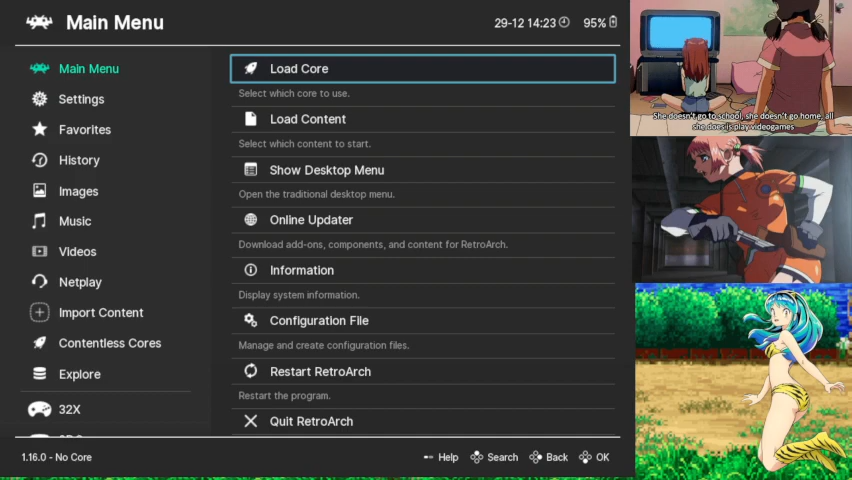 Main Menu
29-12 14:23
95%
Main Menu
Settings
Favorites
History
Images
Music
Videos
Netplay
Import Content
Contentless Cores
Explore
32X
Load Core
Select which core to use.
Load Content
Select which content to start.
Show Desktop Menu
Open the traditional desktop menu.
Online Updater
Download add-ons, components, and content for RetroArch.
Information
Display system information.
Configuration File
Manage and create configuration files.
Restart RetroArch
Restart the program.
Quit RetroArch
1.16.0 - No Core
Help
Search
Back
OK
She doesn't go to school, she doesn't go home, all
she does is play videogames